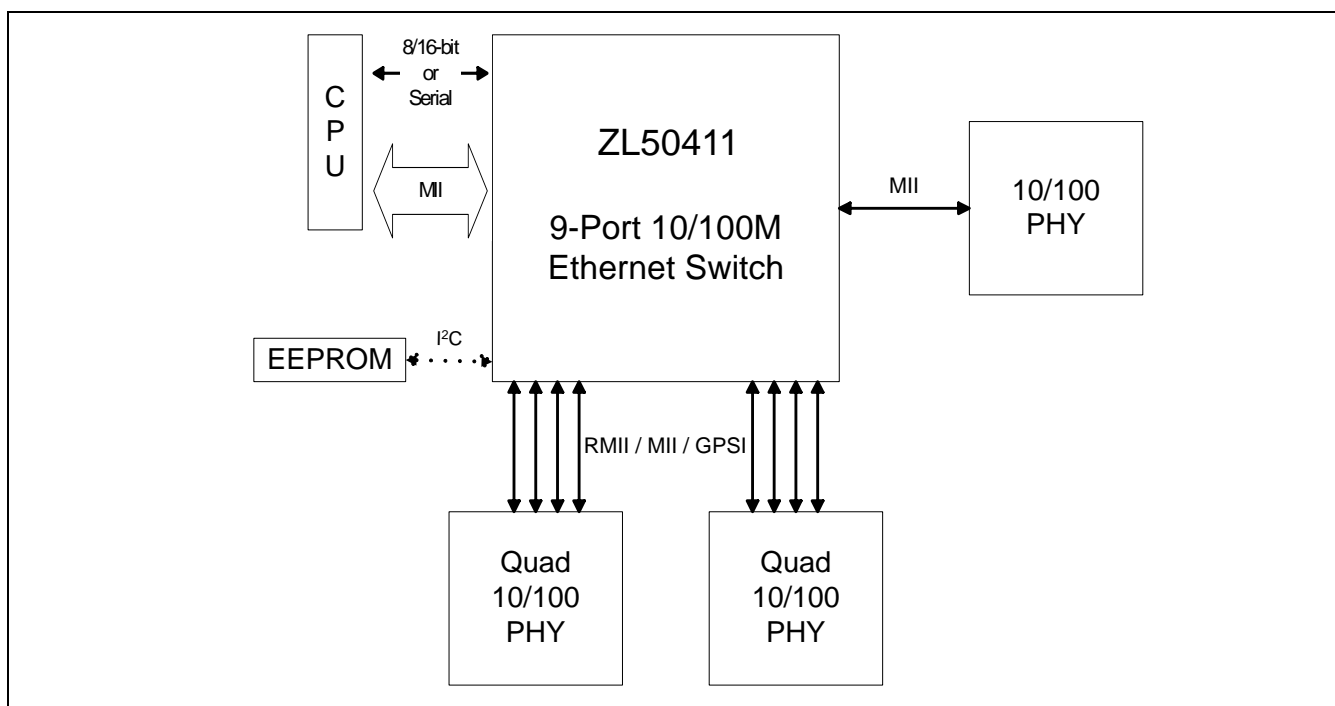 8/16-bit
or
Serial
C
P
U
MII
ZL50411
9-Port 10/100M
Ethernet Switch
MII
10/100
PHY
I²C
EEPROM
RMII / MII / GPSI
Quad
10/100
PHY
Quad
10/100
PHY